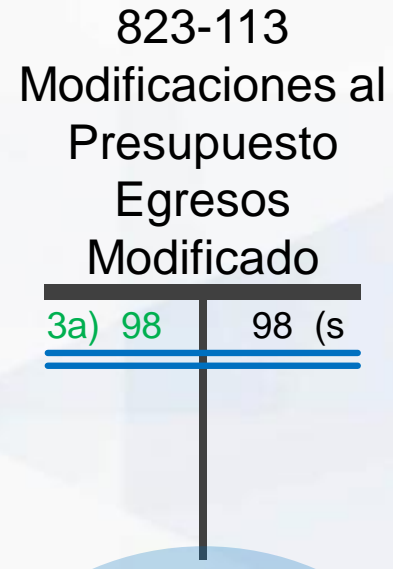 823-113
Modificaciones al
Presupuesto
Egresos
Modificado
3a) 98 98 (s